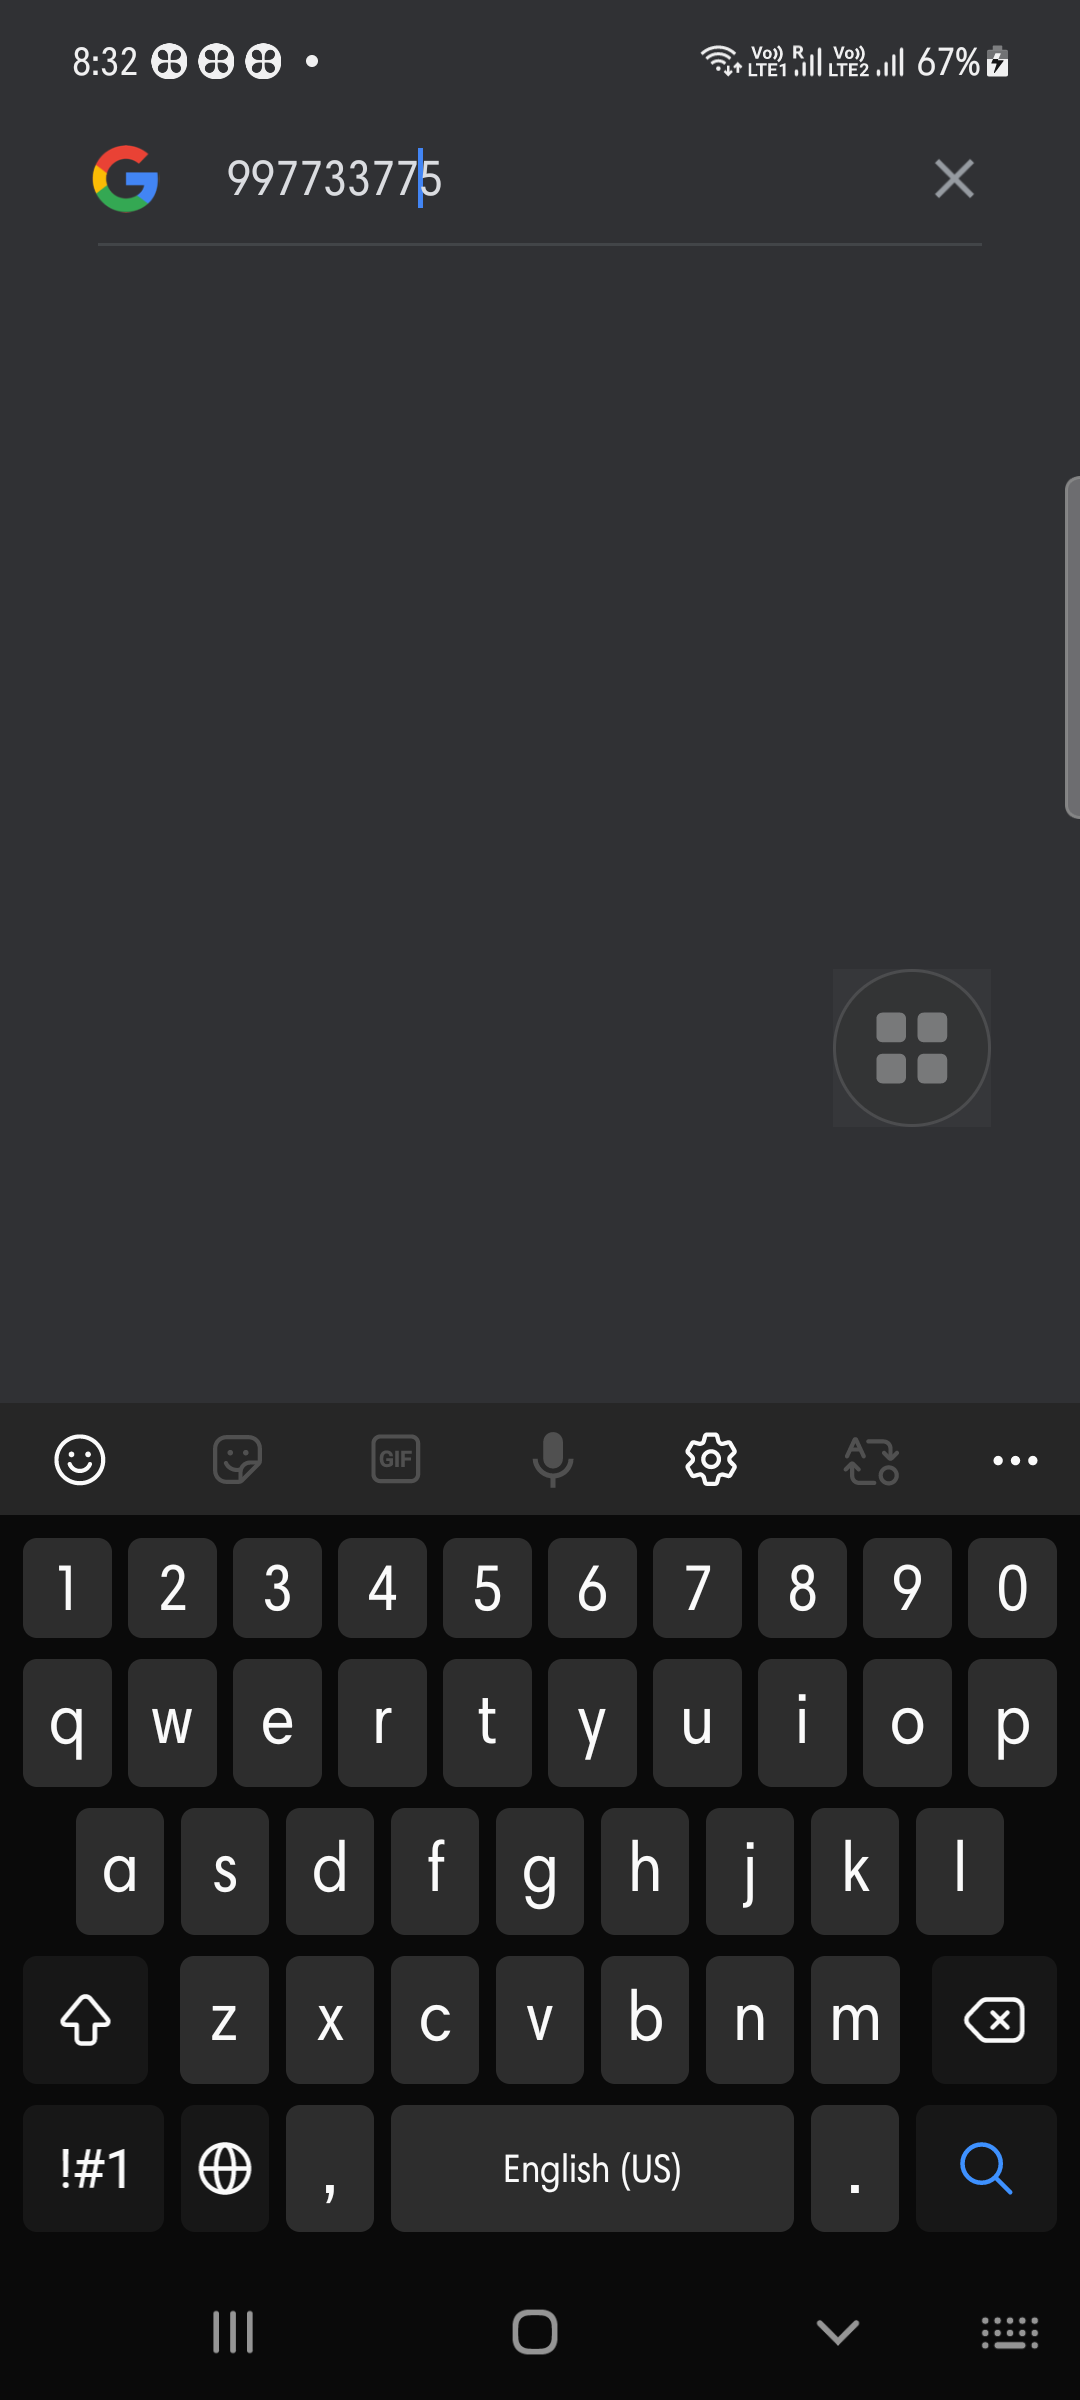 8:32 Vo)) LTE1 R Vo)) LTE2 67%
997733775
GIF
1 2 3 4 5 6 7 8 9 0
q w e r t y u i o p
a s d f g h j k l
z x c v b n m
!#1 , English (US) .